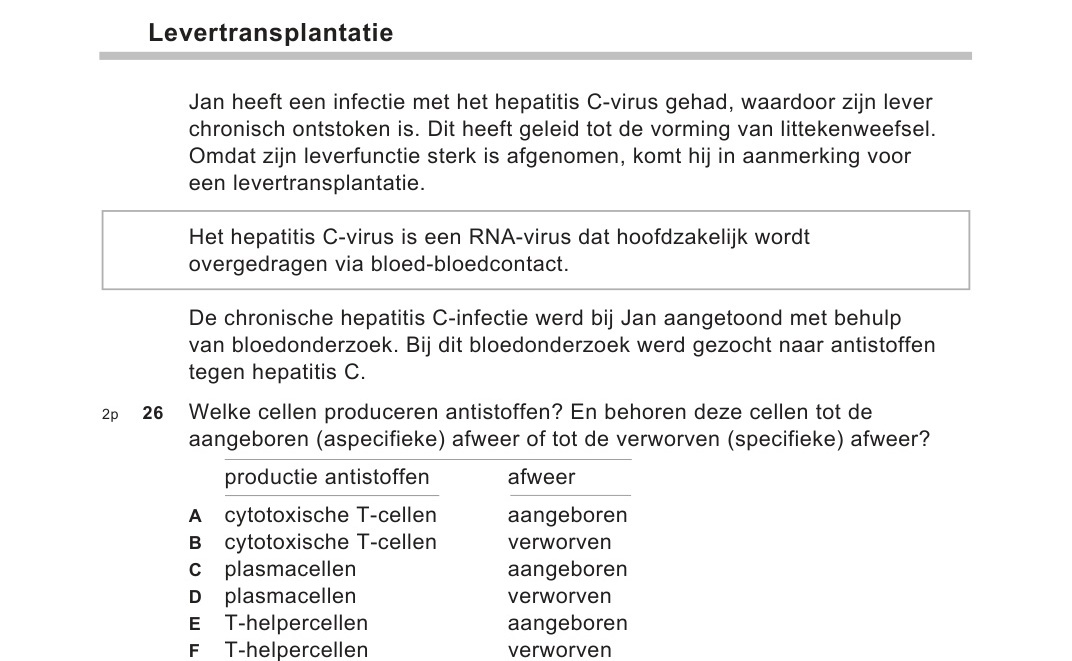 Levertransplantatie
Jan heeft een infectie met het hepatitis C-virus gehad, waardoor zijn lever
chronisch ontstoken is. Dit heeft geleid tot de vorming van littekenweefsel.
Omdat zijn leverfunctie sterk is afgenomen, komt hij in aanmerking voor
een levertransplantatie.
Het hepatitis C-virus is een RNA-virus dat hoofdzakelijk wordt
overgedragen via bloed-bloedcontact.
De chronische hepatitis C-infectie werd bij Jan aangetoond met behulp
van bloedonderzoek. Bij dit bloedonderzoek werd gezocht naar antistoffen
tegen hepatitis C.
2p 26 Welke cellen produceren antistoffen? En behoren deze cellen tot de
aangeboren (aspecifieke) afweer of tot de verworven (specifieke) afweer?
productie antistoffen afweer
A cytotoxische T-cellen aangeboren
B cytotoxische T-cellen verworven
C plasmacellen aangeboren
D plasmacellen verworven
E T-helpercellen aangeboren
F T-helpercellen verworven